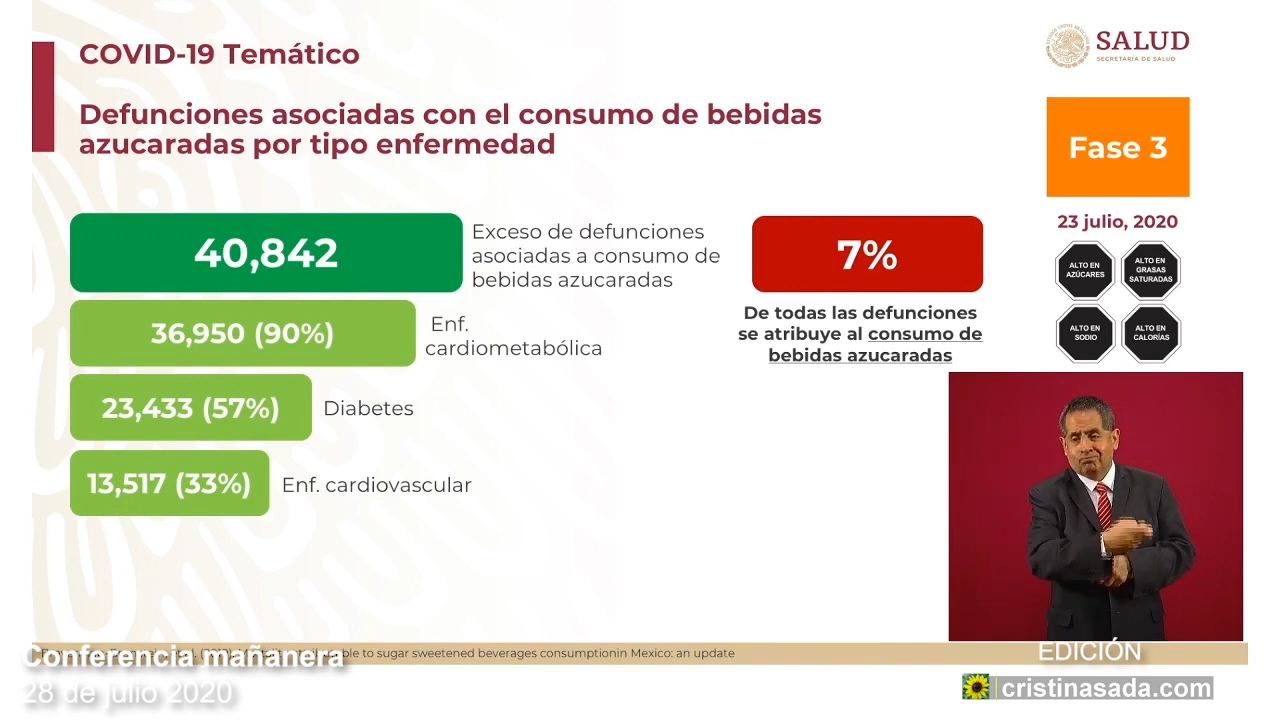 COVID-19 Temático
Defunciones asociadas con el consumo de bebidas
azucaradas por tipo enfermedad
SALUD
SECRETARÍA DE SALUD
Fase 3
23 julio, 2020
ALTO EN
AZÚCARES
ALTO EN
GRASAS
SATURADAS
ALTO EN
SODIO
ALTO EN
CALORÍAS
40,842
Exceso de defunciones
asociadas a consumo de
bebidas azucaradas
36,950 (90%)
Enf.
cardiometabólica
23,433 (57%)
Diabetes
13,517 (33%)
Enf. cardiovascular
7%
De todas las defunciones
se atribuye al consumo de
bebidas azucaradas
to sugar sweetened beverages consumptionin Mexico: an update
Conferencia mañanera
28 de julio 2020
EDICIÓN
cristinasada.com